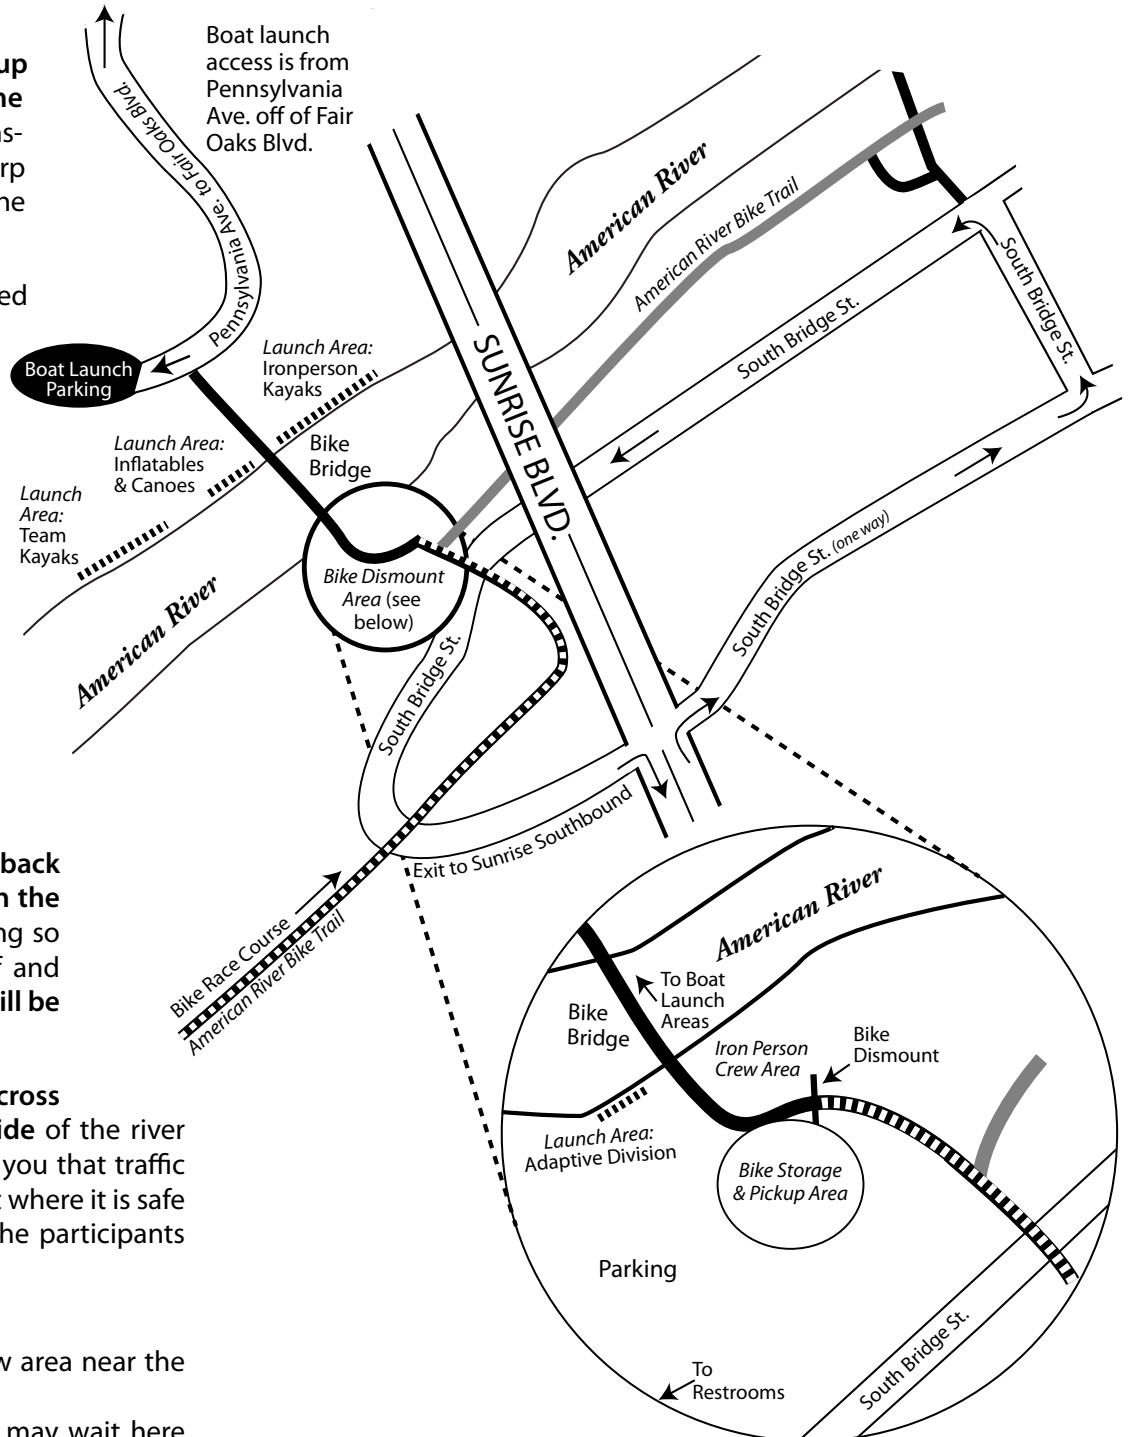 Boat launch
access is from
Pennsylvania
Ave. off of Fair
Oaks Blvd.
up
he
s-
rp
he
ed
Pennsylvania Ave. to Fair Oaks Blvd.
Boat Launch
Parking
Launch Area:
Ironperson
Kayaks
Launch Area:
Inflatables
& Canoes
Launch
Area:
Team
Kayaks
Bike
Bridge
American River
American River Bike Trail
SUNRISE BLVD.
South Bridge St.
South Bridge St.
South Bridge St. (one way)
Bike Dismount
Area (see
below)
American River
South Bridge St.
Exit to Sunrise Southbound
Bike Race Course
American River Bike Trail
back
n the
ng so
f and
ill be
cross
ide of the river
you that traffic
t where it is safe
he participants
w area near the
may wait here
American River
To Boat
Launch
Areas
Bike
Bridge
Iron Person
Crew Area
Bike
Dismount
Launch Area:
Adaptive Division
Bike Storage
& Pickup Area
Parking
To
Restrooms
South Bridge St.